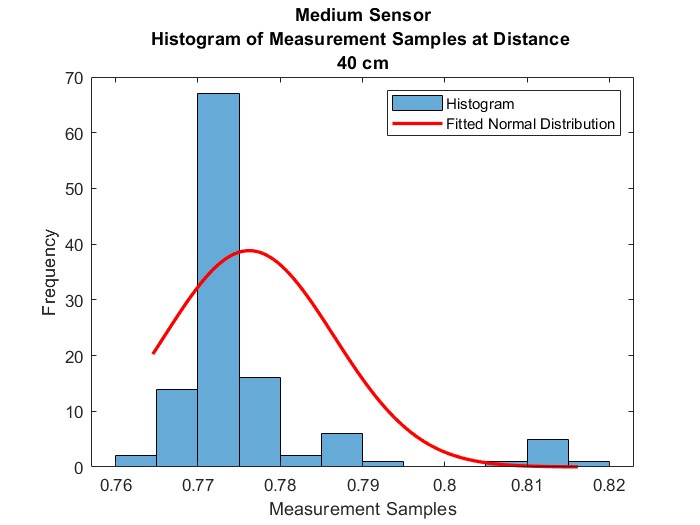 Medium Sensor
Histogram of Measurement Samples at Distance
40 cm
Histogram
Fitted Normal Distribution
Frequency
70
60
50
40
30
20
10
0
0.76 0.77 0.78 0.79 0.8 0.81 0.82
Measurement Samples